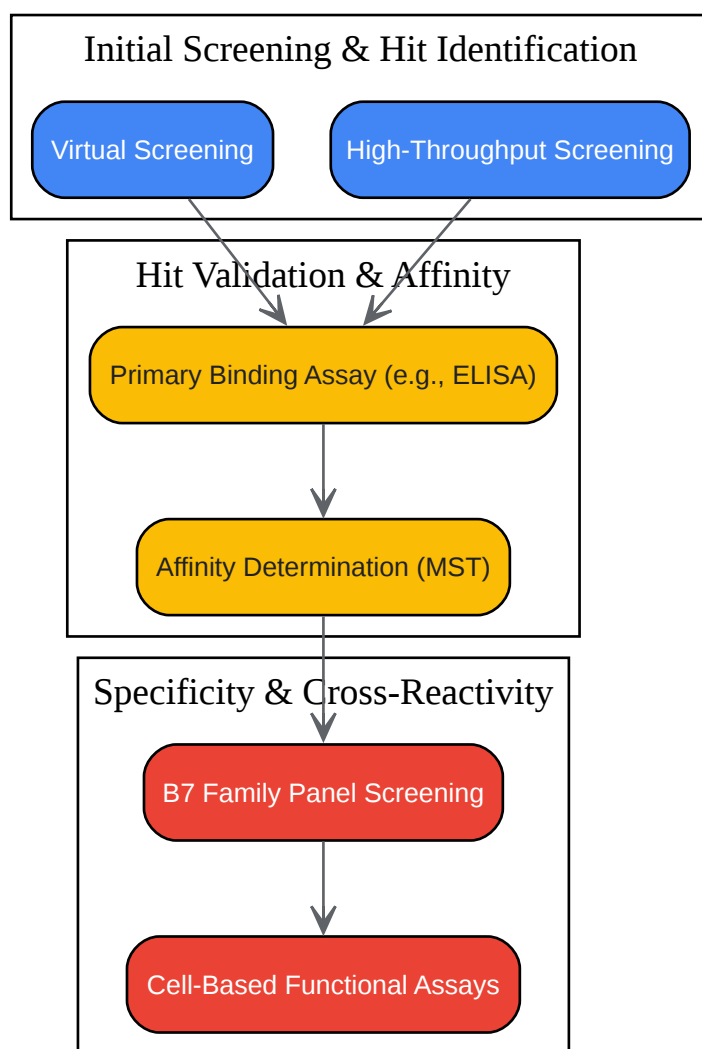 Initial Screening & Hit Identification
Virtual Screening
High-Throughput Screening
Hit Validation & Affinity
Primary Binding Assay (e.g., ELISA)
Affinity Determination (MST)
Specificity & Cross-Reactivity
B7 Family Panel Screening
Cell-Based Functional Assays